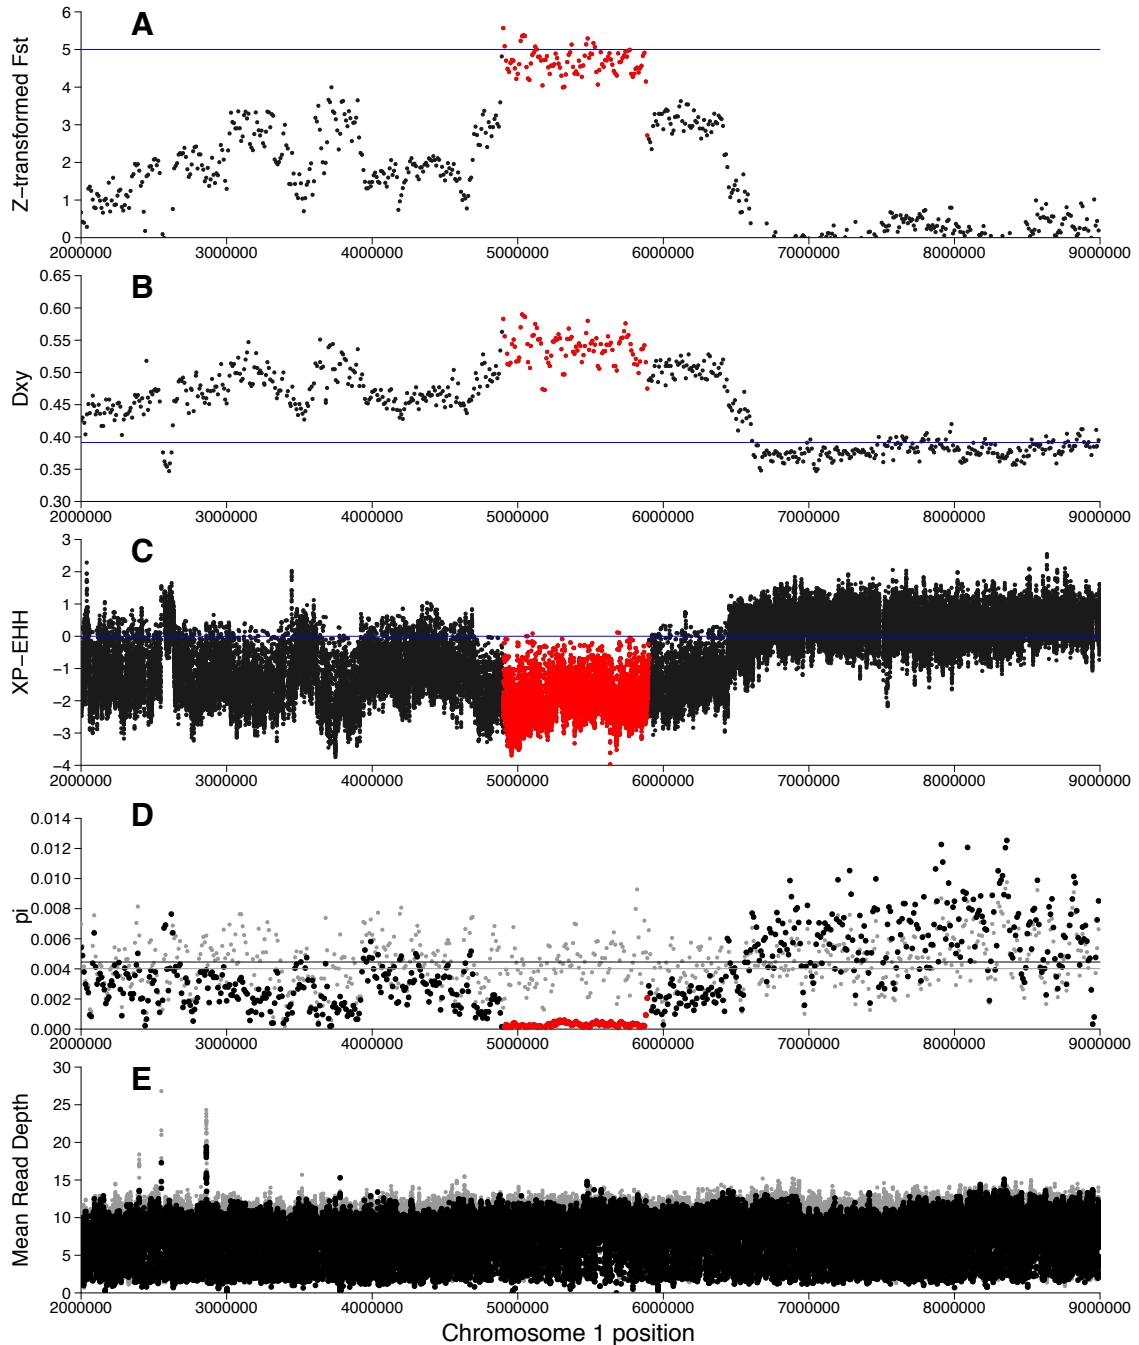 A
Z-transformed Fst
6
5
4
3
2
1
0
2000000 3000000 4000000 5000000 6000000 7000000 8000000 9000000
B
Dxy
0.65
0.60
0.55
0.50
0.45
0.40
0.35
0.30
2000000 3000000 4000000 5000000 6000000 7000000 8000000 9000000
C
XP-EHH
3
2
1
0
−1
−2
−3
−4
2000000 3000000 4000000 5000000 6000000 7000000 8000000 9000000
D
pi
0.014
0.012
0.010
0.008
0.006
0.004
0.002
0.000
2000000 3000000 4000000 5000000 6000000 7000000 8000000 9000000
E
Mean Read Depth
30
25
20
15
10
5
0
2000000 3000000 4000000 5000000 6000000 7000000 8000000 9000000
Chromosome 1 position